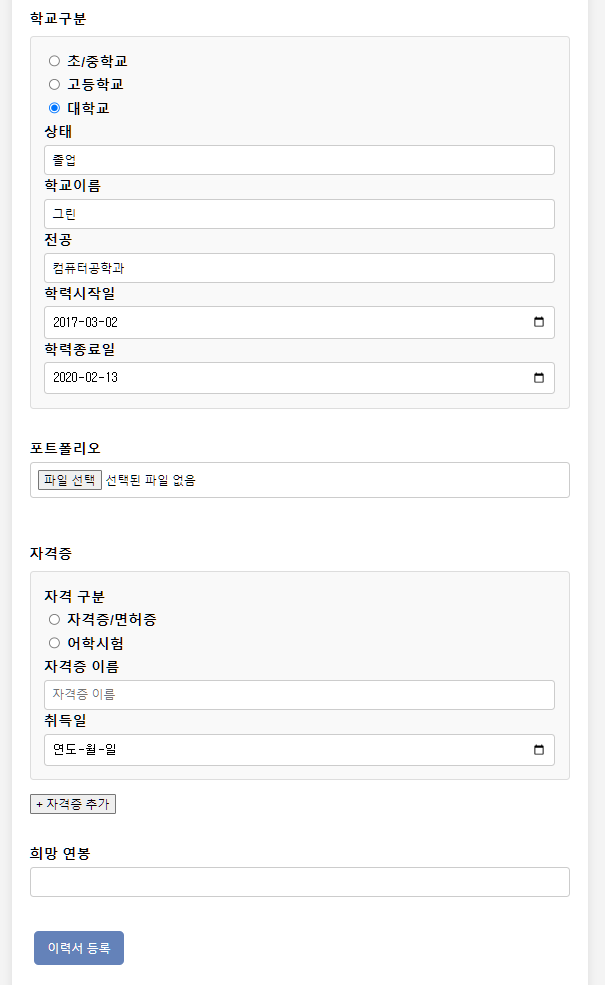 학교구분
초/중학교
고등학교
대학교
상태
졸업
학교이름
그린
전공
컴퓨터공학과
학력시작일
2017-03-02
학력종료일
2020-02-13
포트폴리오
파일 선택 선택된 파일 없음
자격증
자격 구분
자격증/면허증
어학시험
자격증 이름
자격증 이름
취득일
연도-월-일
+ 자격증 추가
희망 연봉
이력서 등록